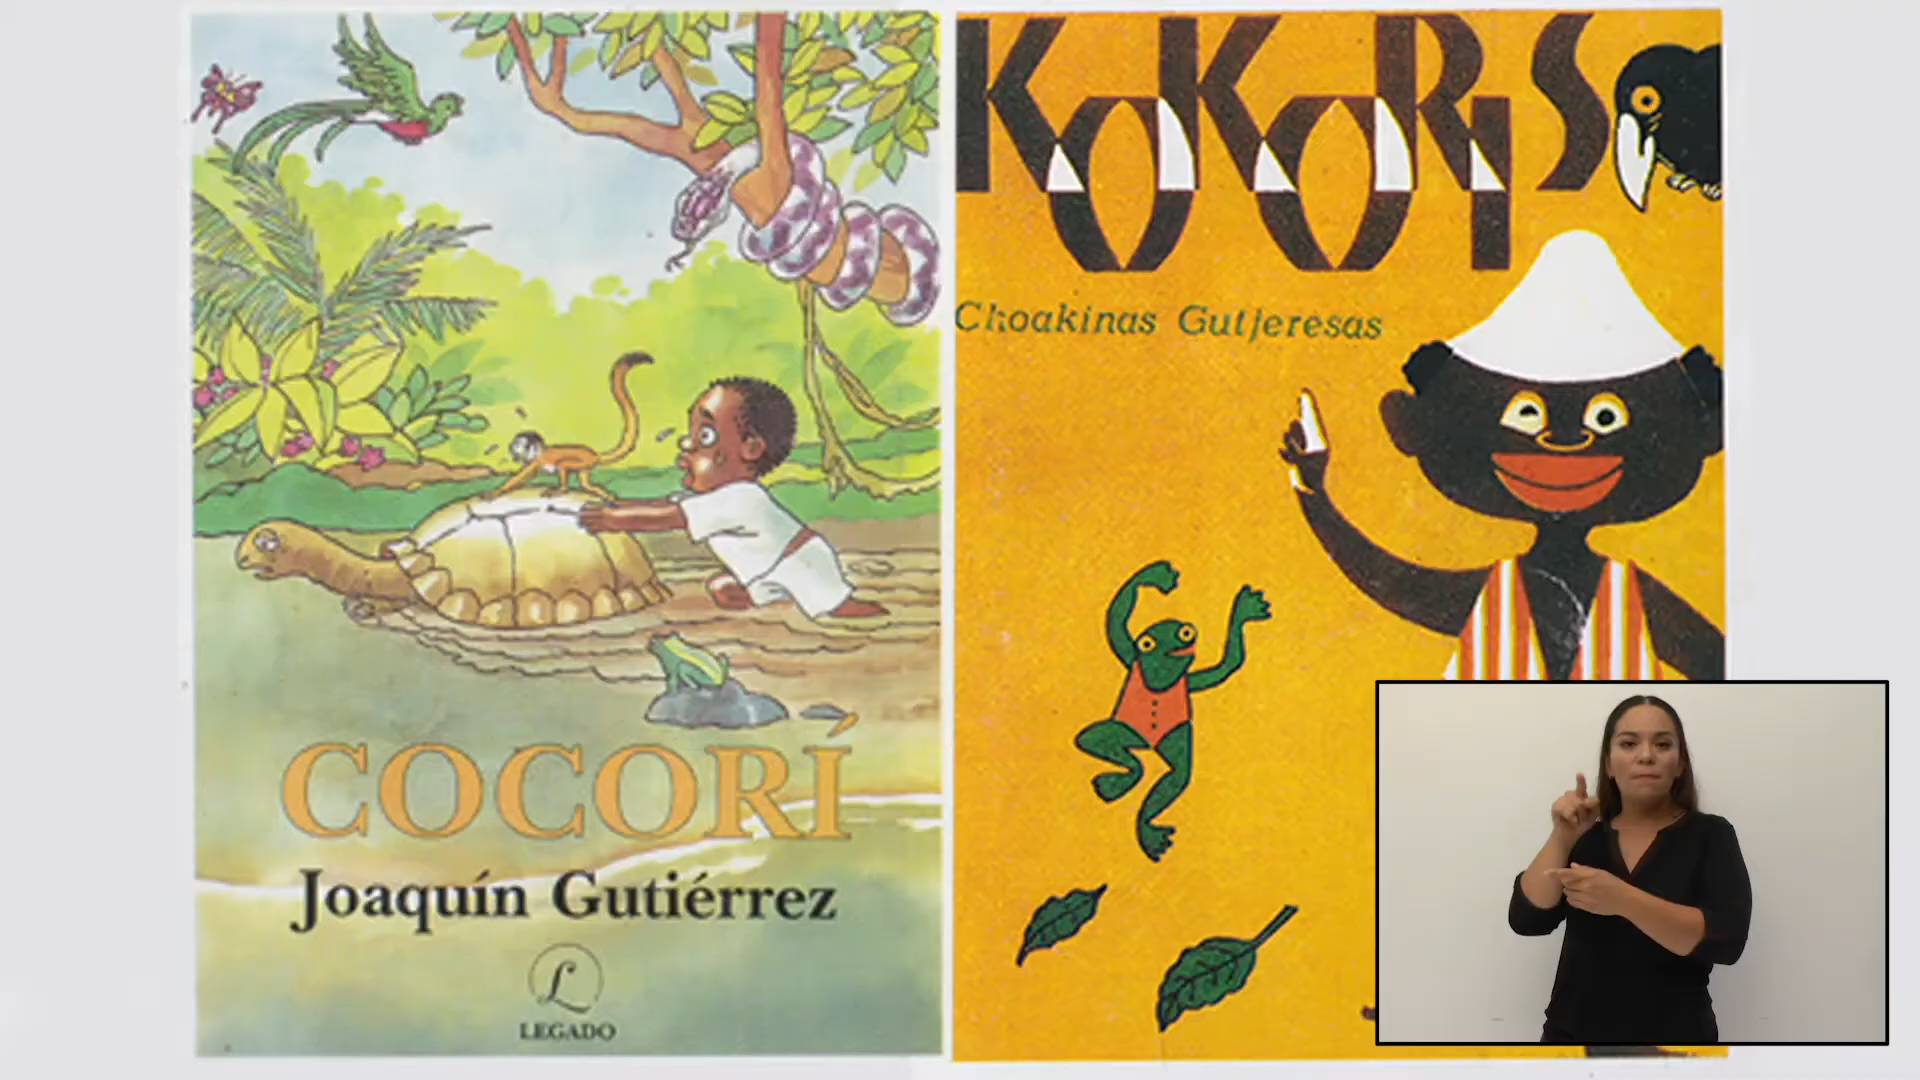 COCORÍ
Joaquín Gutiérrez
L
LEGADO
KOKORIS
Choakinas Gutjeresas